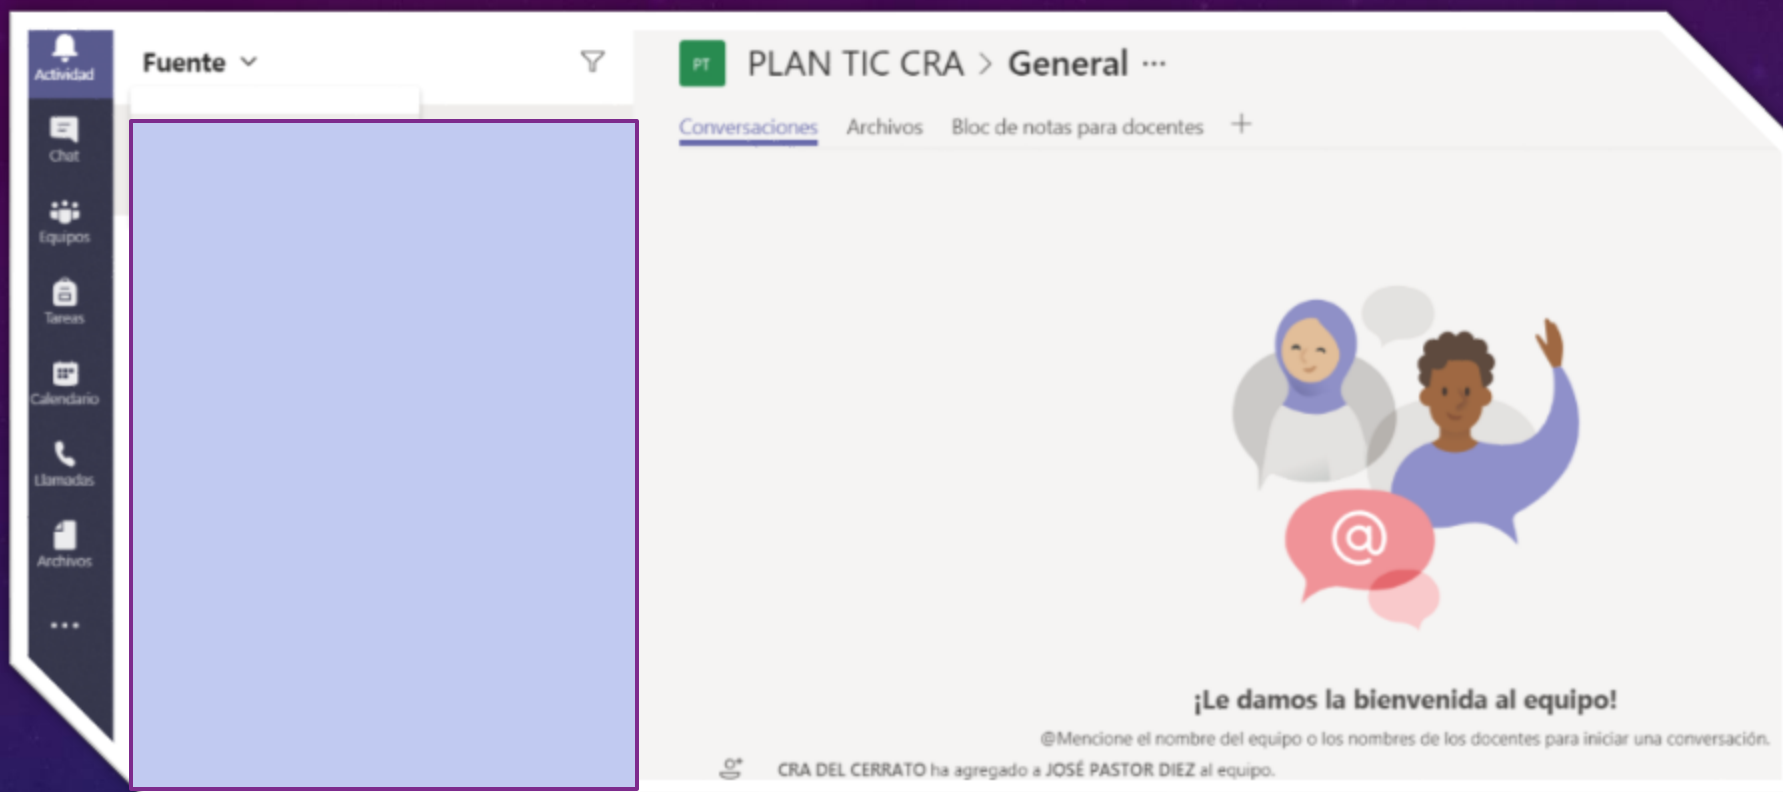 Actividad
Chat
Equipos
Tareas
Calendario
Llamadas
Archivos
Fuente
PT
PLAN TIC CRA > General ...
Conversaciones Archivos Bloc de notas para docentes +
@
¡Le damos la bienvenida al equipo!
@Mencione el nombre del equipo o los nombres de los docentes para iniciar una conversación.
CRA DEL CERRATO ha agregado a JOSÉ PASTOR DIEZ al equipo.